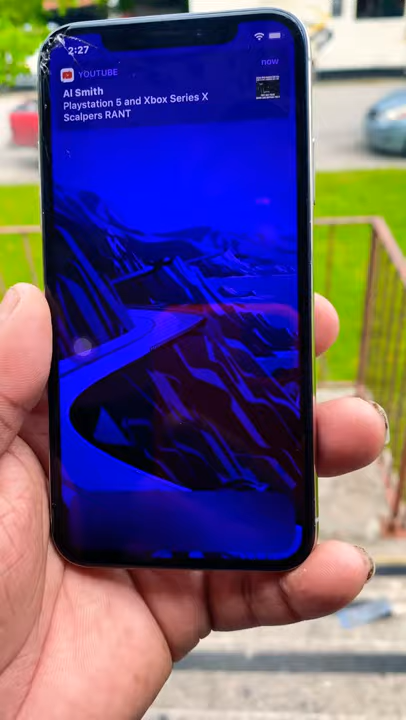 2:27
YOUTUBE
now
Al Smith
Playstation 5 and Xbox Series X
Scalpers RANT